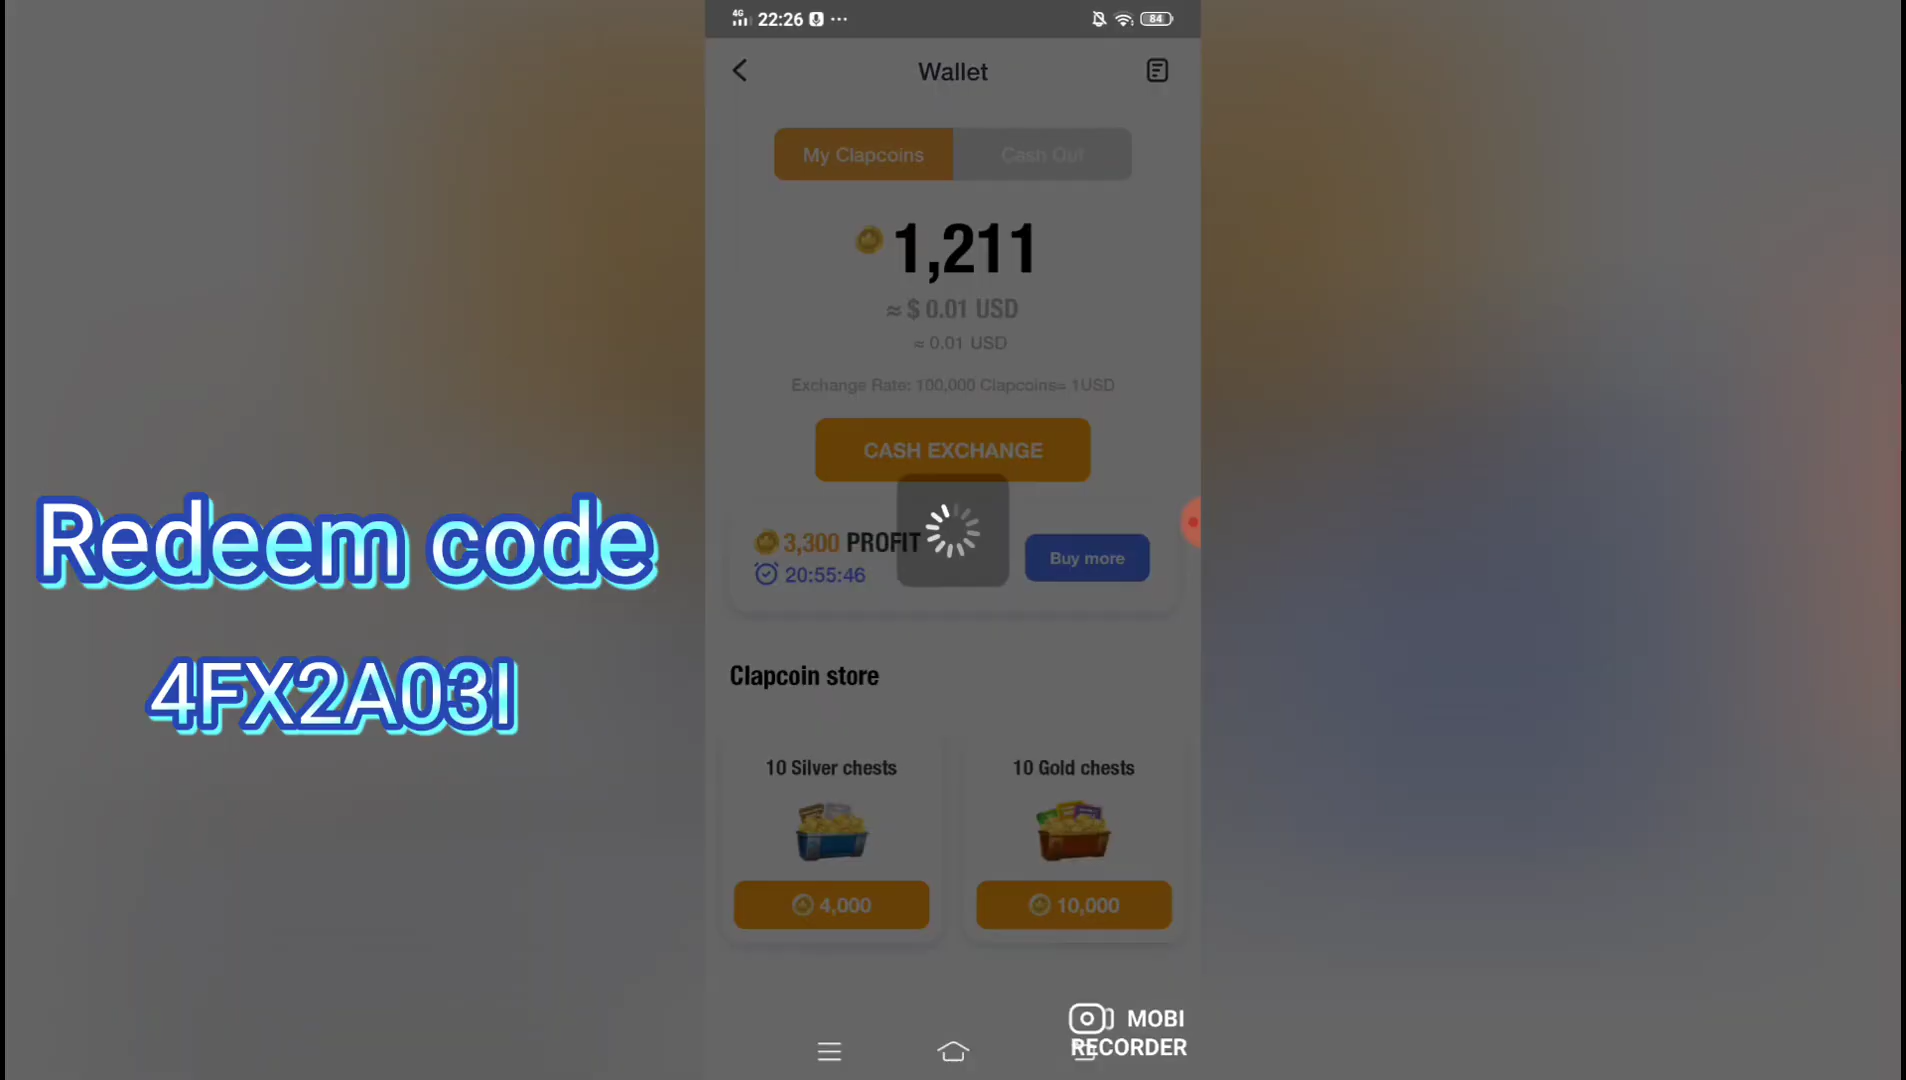 4G 22:26 ... 84
Wallet
My Clapcoins Cash Out
1,211
≈ $ 0.01 USD
≈ 0.01 USD
Exchange Rate: 100,000 Clapcoins= 1USD
CASH EXCHANGE
3,300 PROFIT
Buy more
20:55:46
Redeem code
4FX2A03I
Clapcoin store
10 Silver chests 10 Gold chests
4,000 10,000
MOBI
RECORDER